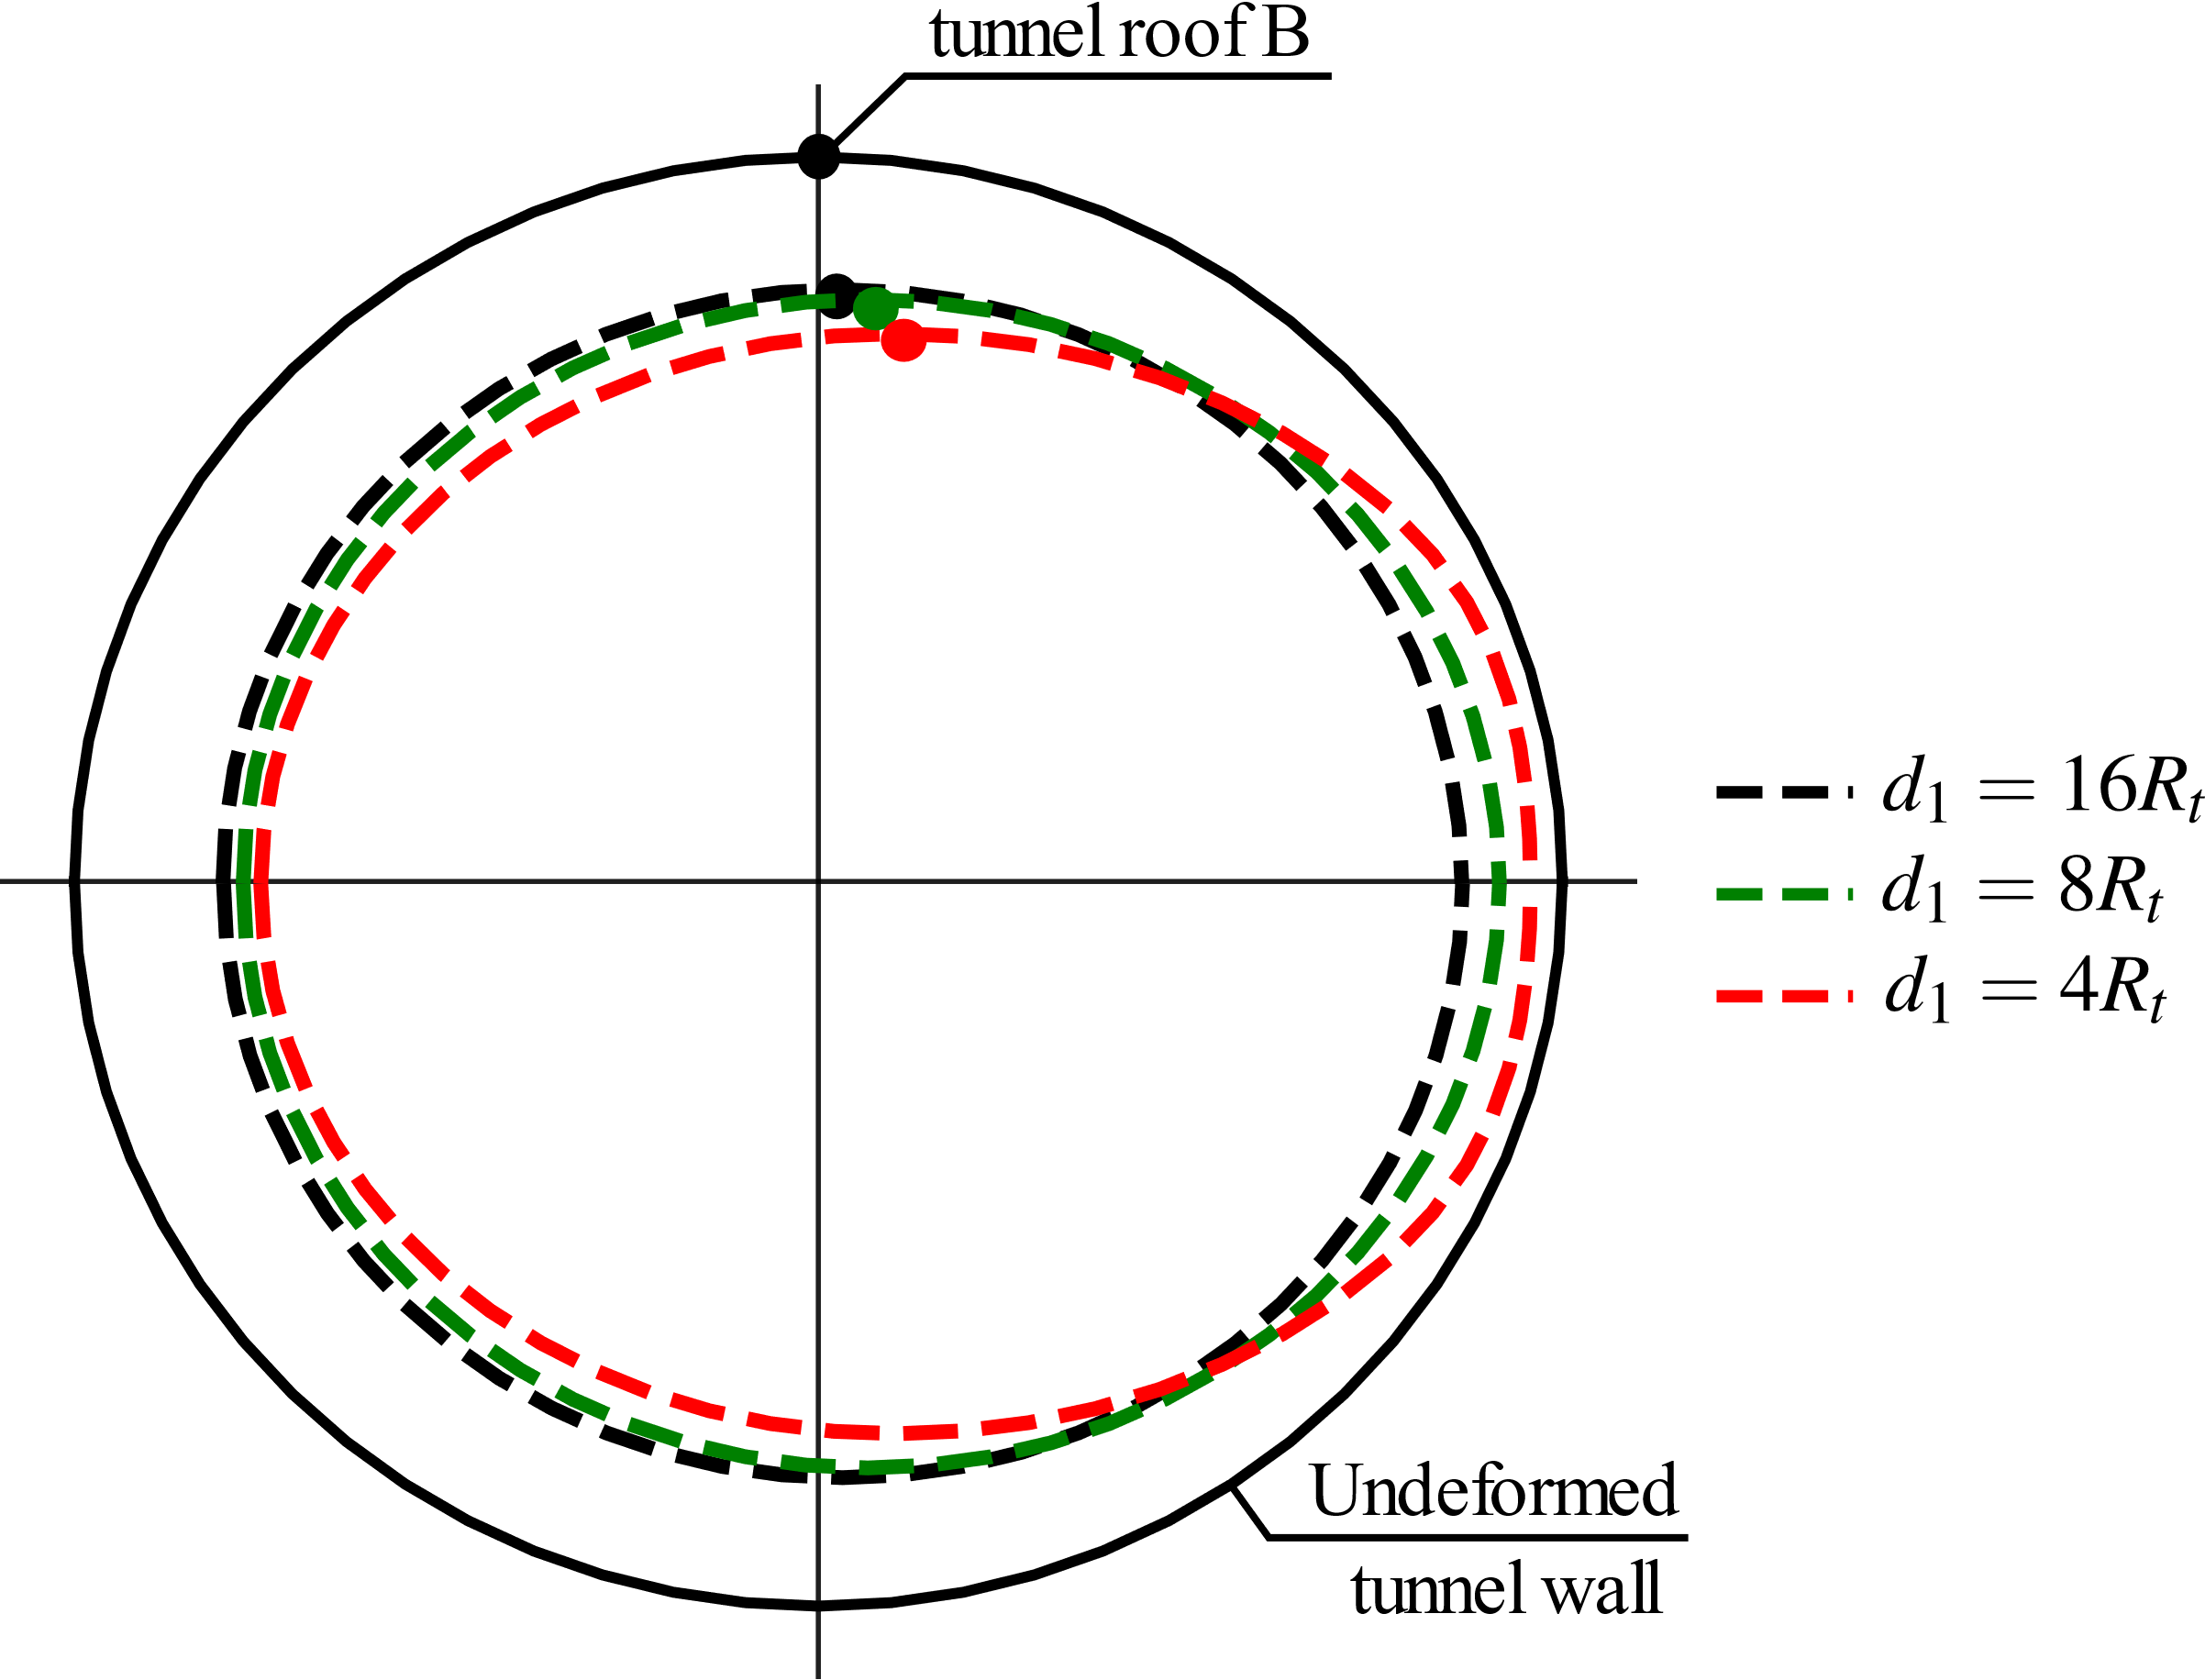 tunnel roof B
d₁ = 16Rₜ
d₁ = 8Rₜ
d₁ = 4Rₜ
Undeformed
tunnel wall